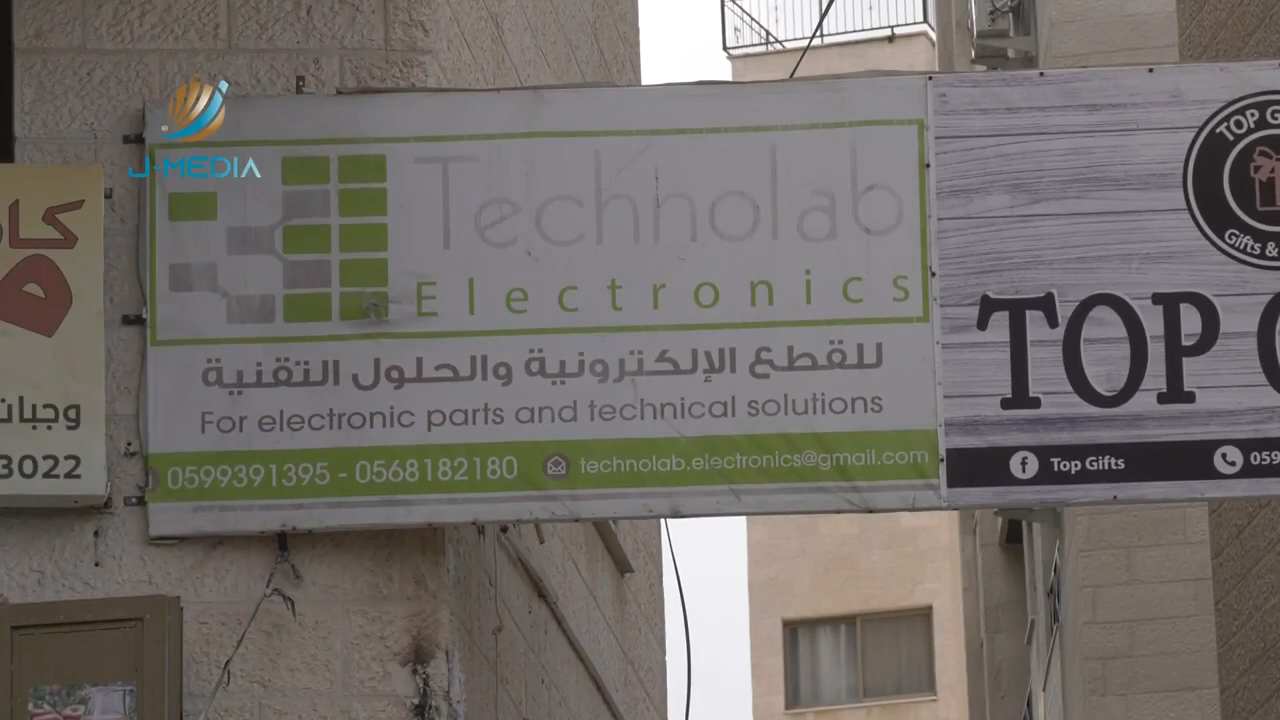 J-MEDIA
Technolab
Electronics
للقطع الإلكترونية والحلول التقنية
For electronic parts and technical solutions
0599391395 - 0568182180 technolab.electronics@gmail.com
وجبات
3022
TOP G
Gifts &
TOP
Top Gifts 059